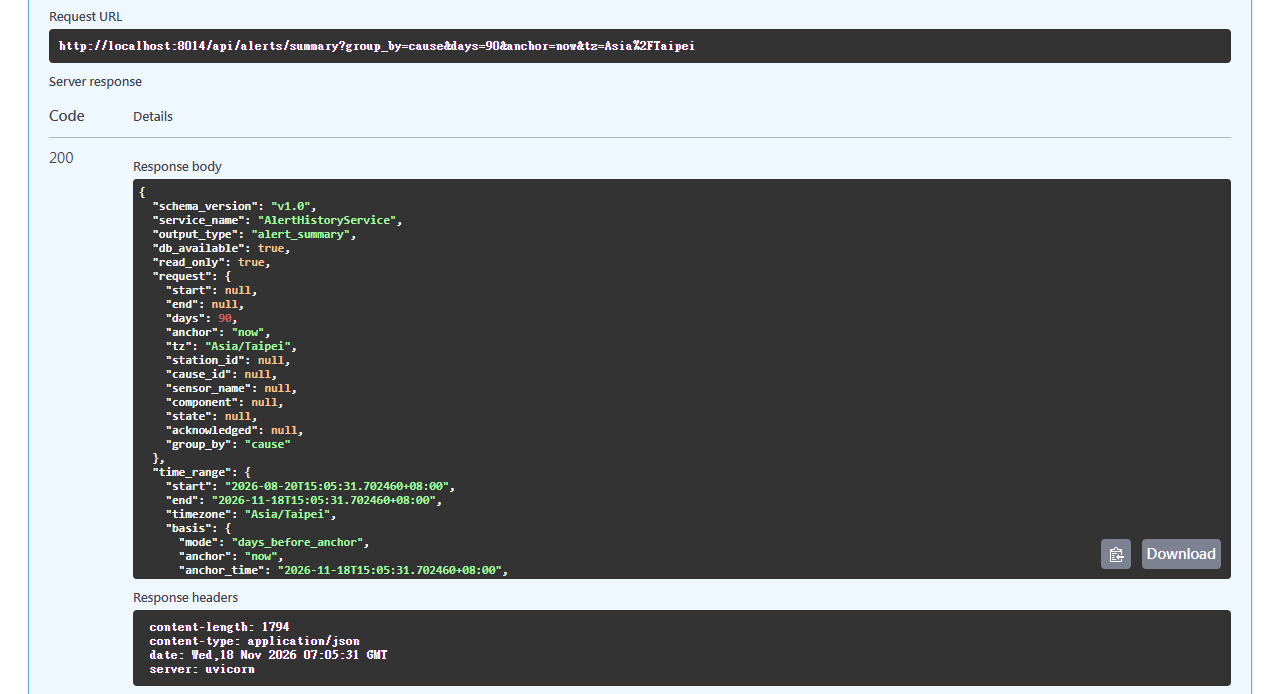 Request URL
http://localhost:8014/api/alerts/summary?group_by=cause&days=90&anchor=now&tz=Asia%2FTaipei
Server response
Code Details
200
Response body
{
  "schema_version": "v1.0",
  "service_name": "AlertHistoryService",
  "output_type": "alert_summary",
  "db_available": true,
  "read_only": true,
  "request": {
    "start": null,
    "end": null,
    "days": 90,
    "anchor": "now",
    "tz": "Asia/Taipei",
    "station_id": null,
    "cause_id": null,
    "sensor_name": null,
    "component": null,
    "state": null,
    "acknowledged": null,
    "group_by": "cause"
  },
  "time_range": {
    "start": "2026-08-20T15:05:31.702460+08:00",
    "end": "2026-11-18T15:05:31.702460+08:00",
    "timezone": "Asia/Taipei",
    "basis": {
      "mode": "days_before_anchor",
      "anchor": "now",
      "anchor_time": "2026-11-18T15:05:31.702460+08:00",
Download
Response headers
content-length: 1794
content-type: application/json
date: Wed,18 Nov 2026 07:05:31 GMT
server: uvicorn